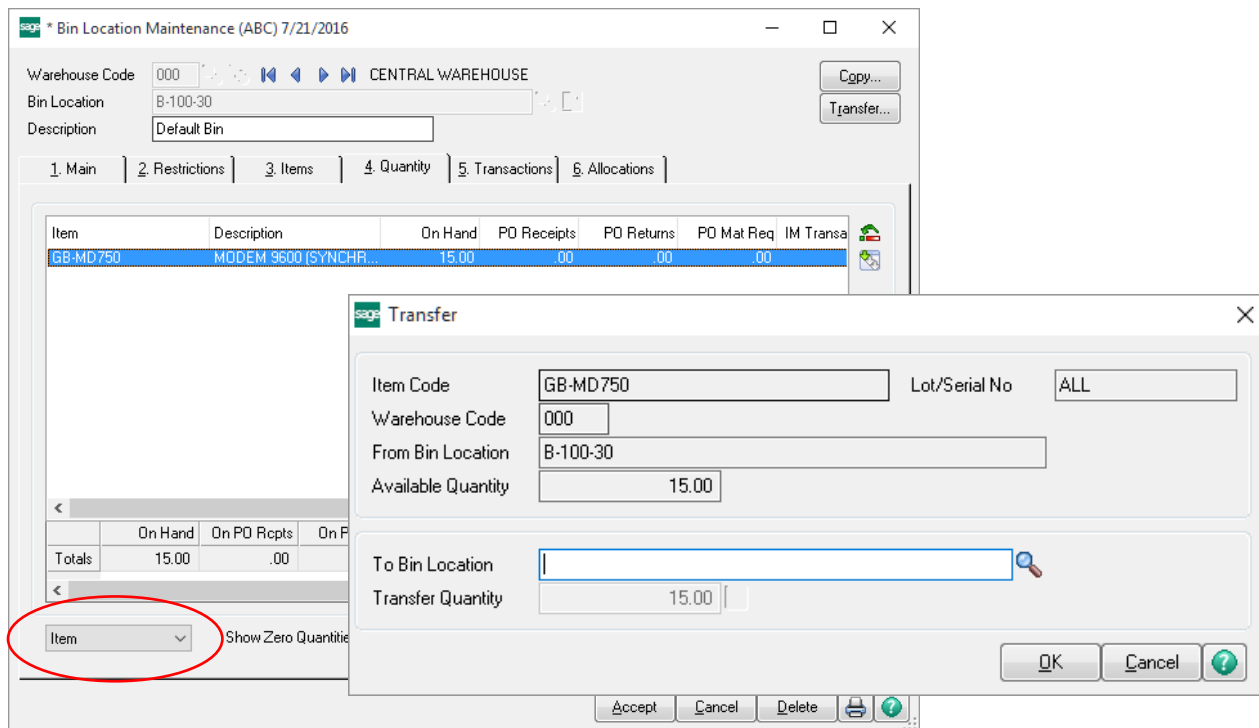 sage * Bin Location Maintenance (ABC) 7/21/2016
Warehouse Code 000 CENTRAL WAREHOUSE Copy...
Bin Location B-100-30 Transfer...
Description Default Bin
1. Main 2. Restrictions 3. Items 4. Quantity 5. Transactions 6. Allocations
Item Description On Hand PO Receipts PO Returns PO Mat Req IM Transa
GB-MD750 MODEM 9600 (SYNCHR... 15.00 .00 .00 .00
On Hand On PO Rcpts On P
Totals 15.00 .00
Item Show Zero Quantitie
Accept Cancel Delete
sage Transfer
Item Code GB-MD750 Lot/Serial No ALL
Warehouse Code 000
From Bin Location B-100-30
Available Quantity 15.00
To Bin Location
Transfer Quantity 15.00
OK Cancel